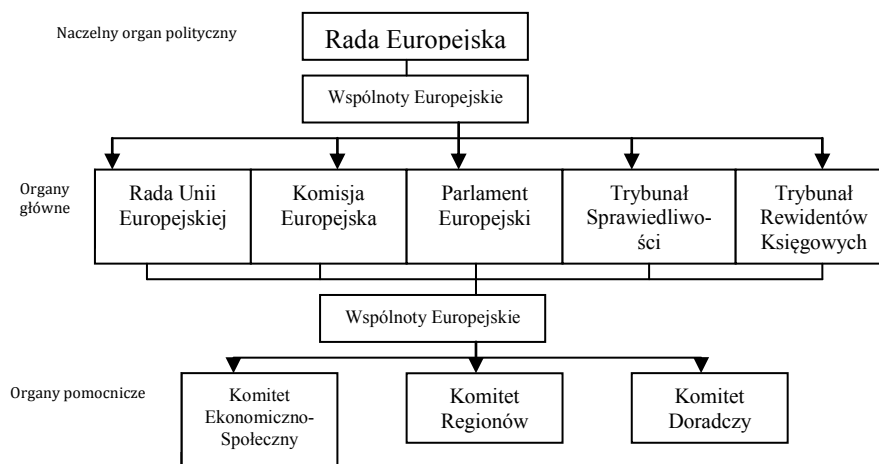 Naczelny organ polityczny
Rada Europejska
Wspólnoty Europejskie
Organy
główne
Rada Unii
Europejskiej
Komisja
Europejska
Parlament
Europejski
Trybunał
Sprawiedliwo-
ści
Trybunał
Rewidentów
Księgowych
Wspólnoty Europejskie
Organy pomocnicze
Komitet
Ekonomiczno-
Społeczny
Komitet
Regionów
Komitet
Doradczy